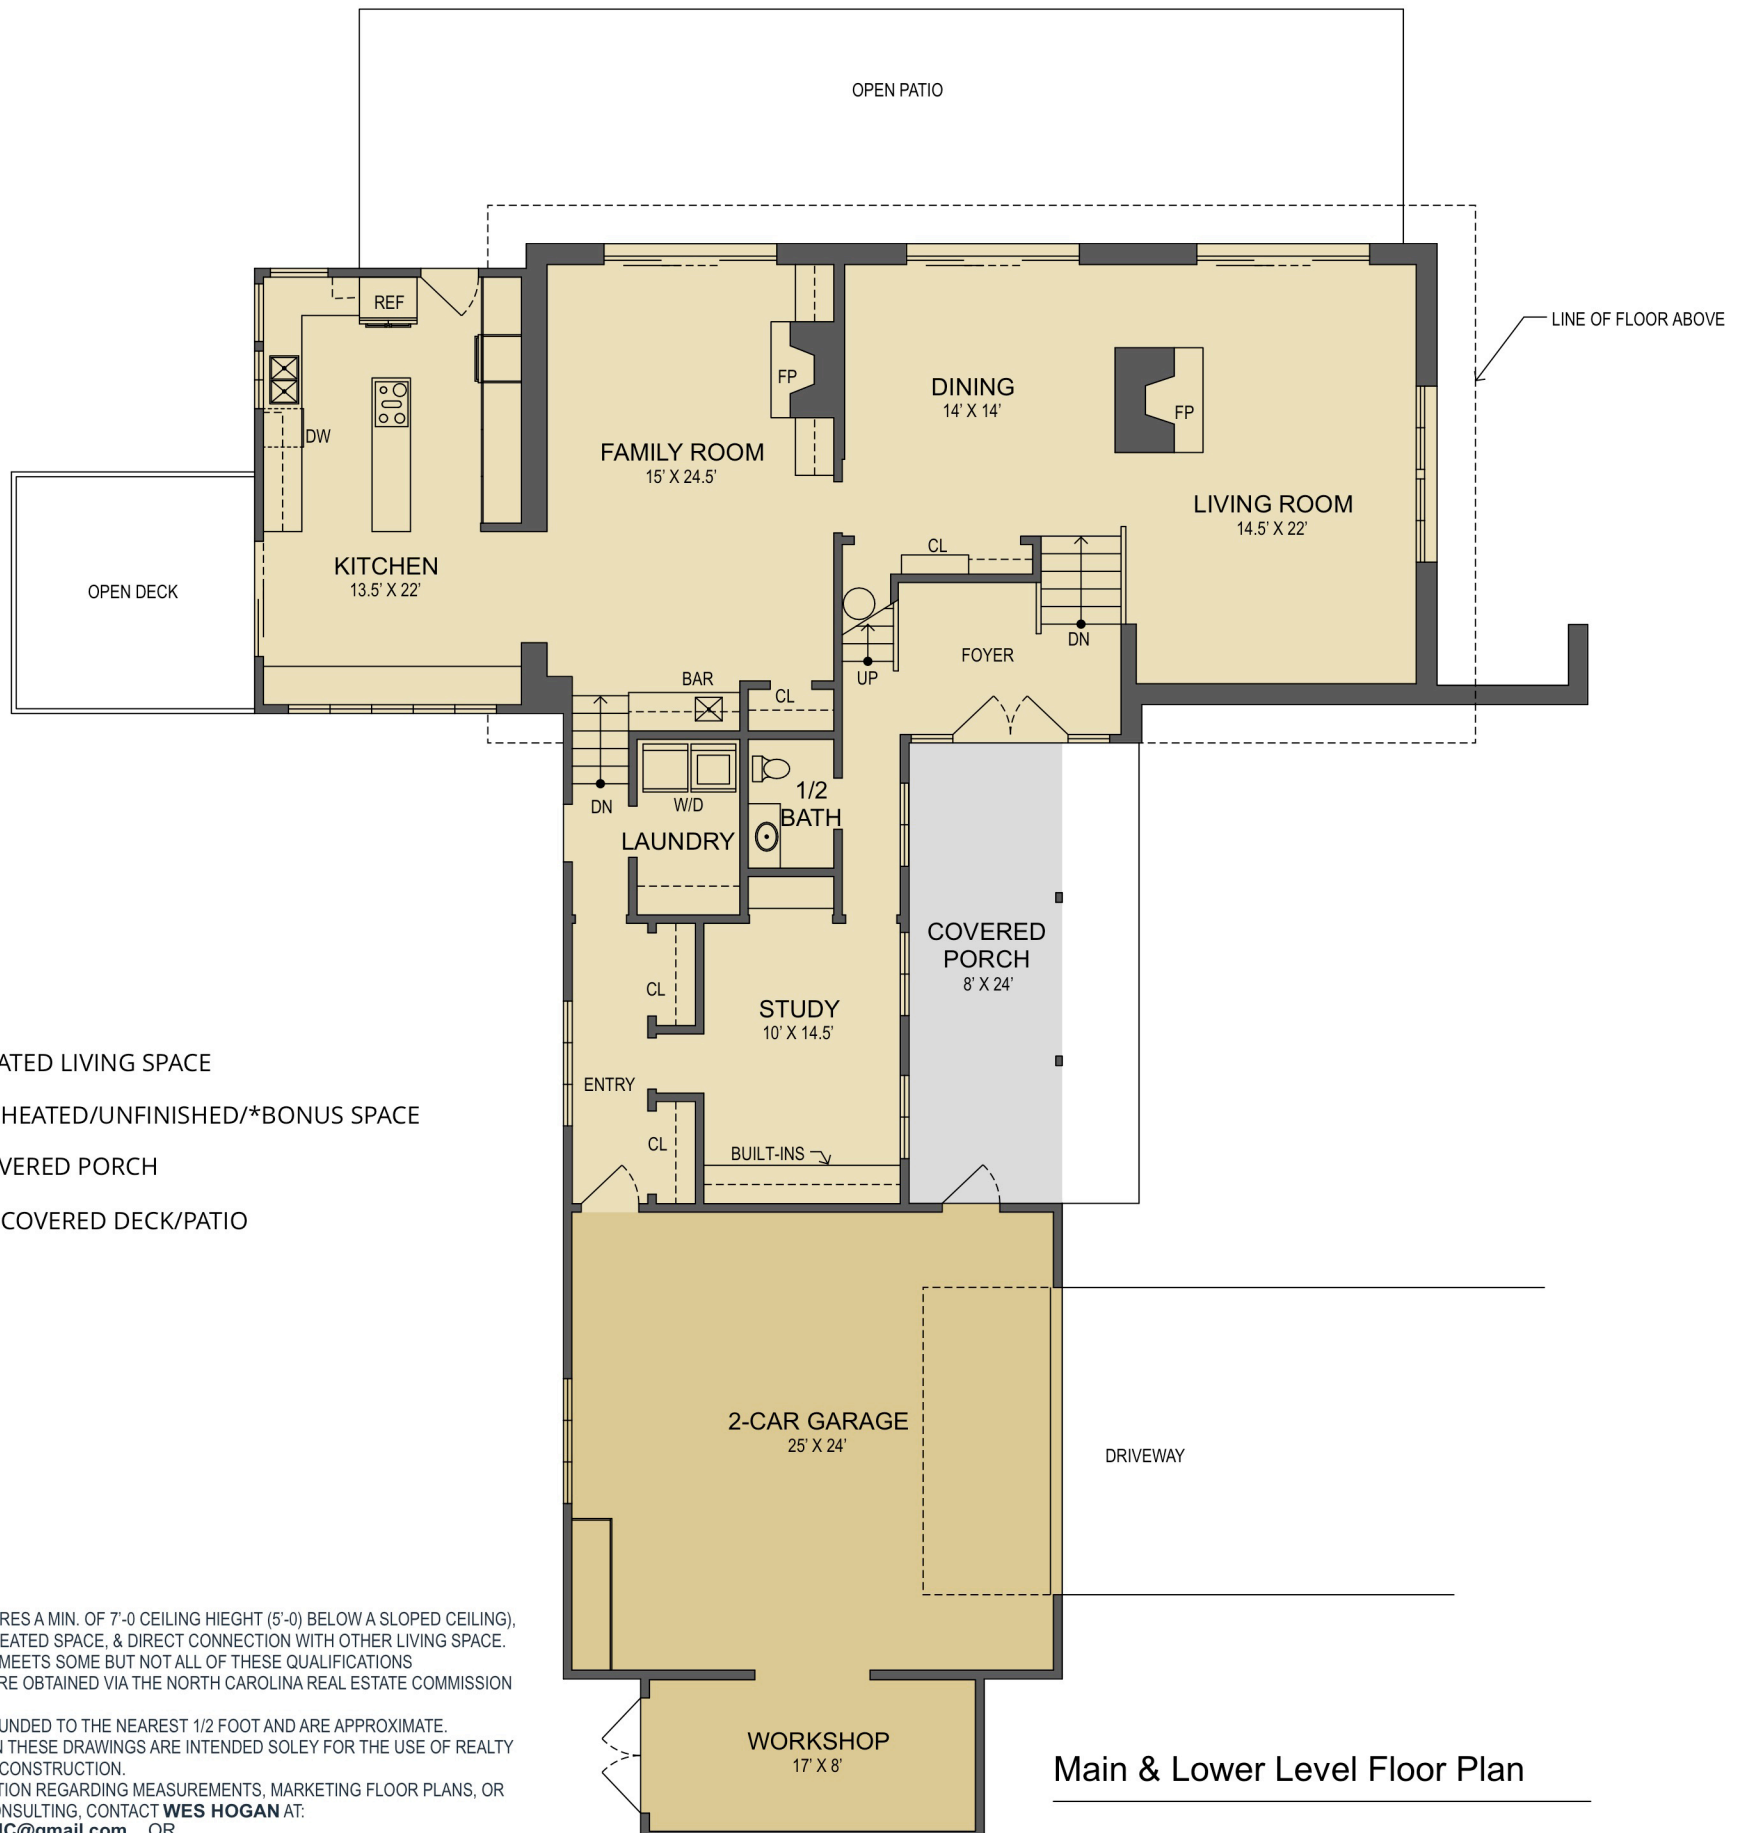 OPEN PATIO
LINE OF FLOOR ABOVE
REF
FP
DINING
14' X 14'
FP
DW
FAMILY ROOM
15' X 24.5'
LIVING ROOM
14.5' X 22'
CL
KITCHEN
13.5' X 22'
OPEN DECK
FOYER
DN
UP
BAR
CL
DN
W/D
1/2
BATH
LAUNDRY
COVERED
PORCH
8' X 24'
CL
STUDY
10' X 14.5'
ENTRY
CL
BUILT-INS
ATED LIVING SPACE
HEATED/UNFINISHED/*BONUS SPACE
VERED PORCH
COVERED DECK/PATIO
2-CAR GARAGE
25' X 24'
DRIVEWAY
RES A MIN. OF 7'-0 CEILING HIEGHT (5'-0) BELOW A SLOPED CEILING),
EATED SPACE, & DIRECT CONNECTION WITH OTHER LIVING SPACE.
MEETS SOME BUT NOT ALL OF THESE QUALIFICATIONS
RE OBTAINED VIA THE NORTH CAROLINA REAL ESTATE COMMISSION
UNDED TO THE NEAREST 1/2 FOOT AND ARE APPROXIMATE.
N THESE DRAWINGS ARE INTENDED SOLEY FOR THE USE OF REALTY
CONSTRUCTION.
TION REGARDING MEASUREMENTS, MARKETING FLOOR PLANS, OR
ONSULTING, CONTACT WES HOGAN AT:
C@gmail.com OR
WORKSHOP
17' X 8'
Main & Lower Level Floor Plan